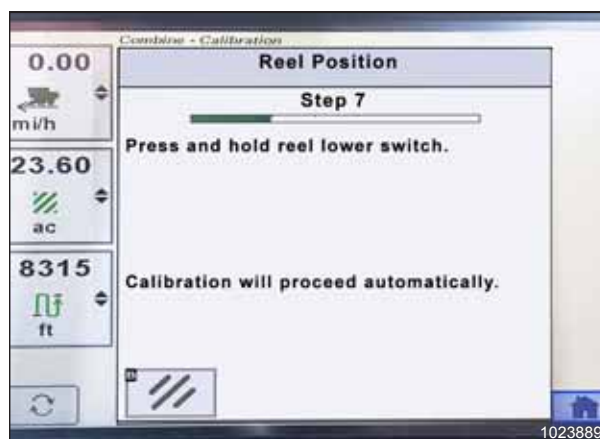 Combine - Calibration
Reel Position
Step 7
Press and hold reel lower switch.
Calibration will proceed automatically.
0.00
mi/h
23.60
ac
8315
ft
1023889